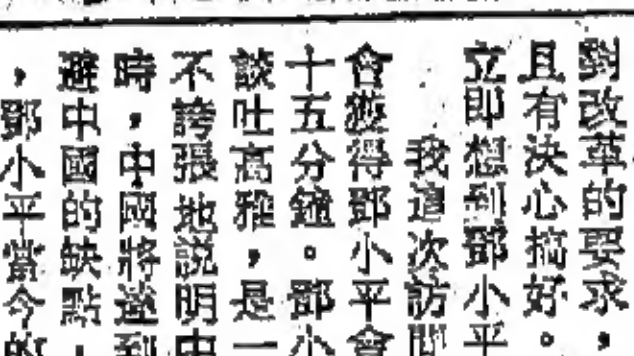 到改革的要求，
且有決心搞好。
立即想到鄧小平
我這次訪問
會獲得鄧小平會
十五分鐘。鄧小
談吐高雅，是一
不誇張地說明中
時，中國將遂到
避中國的缺點，
，鄧小平當今的